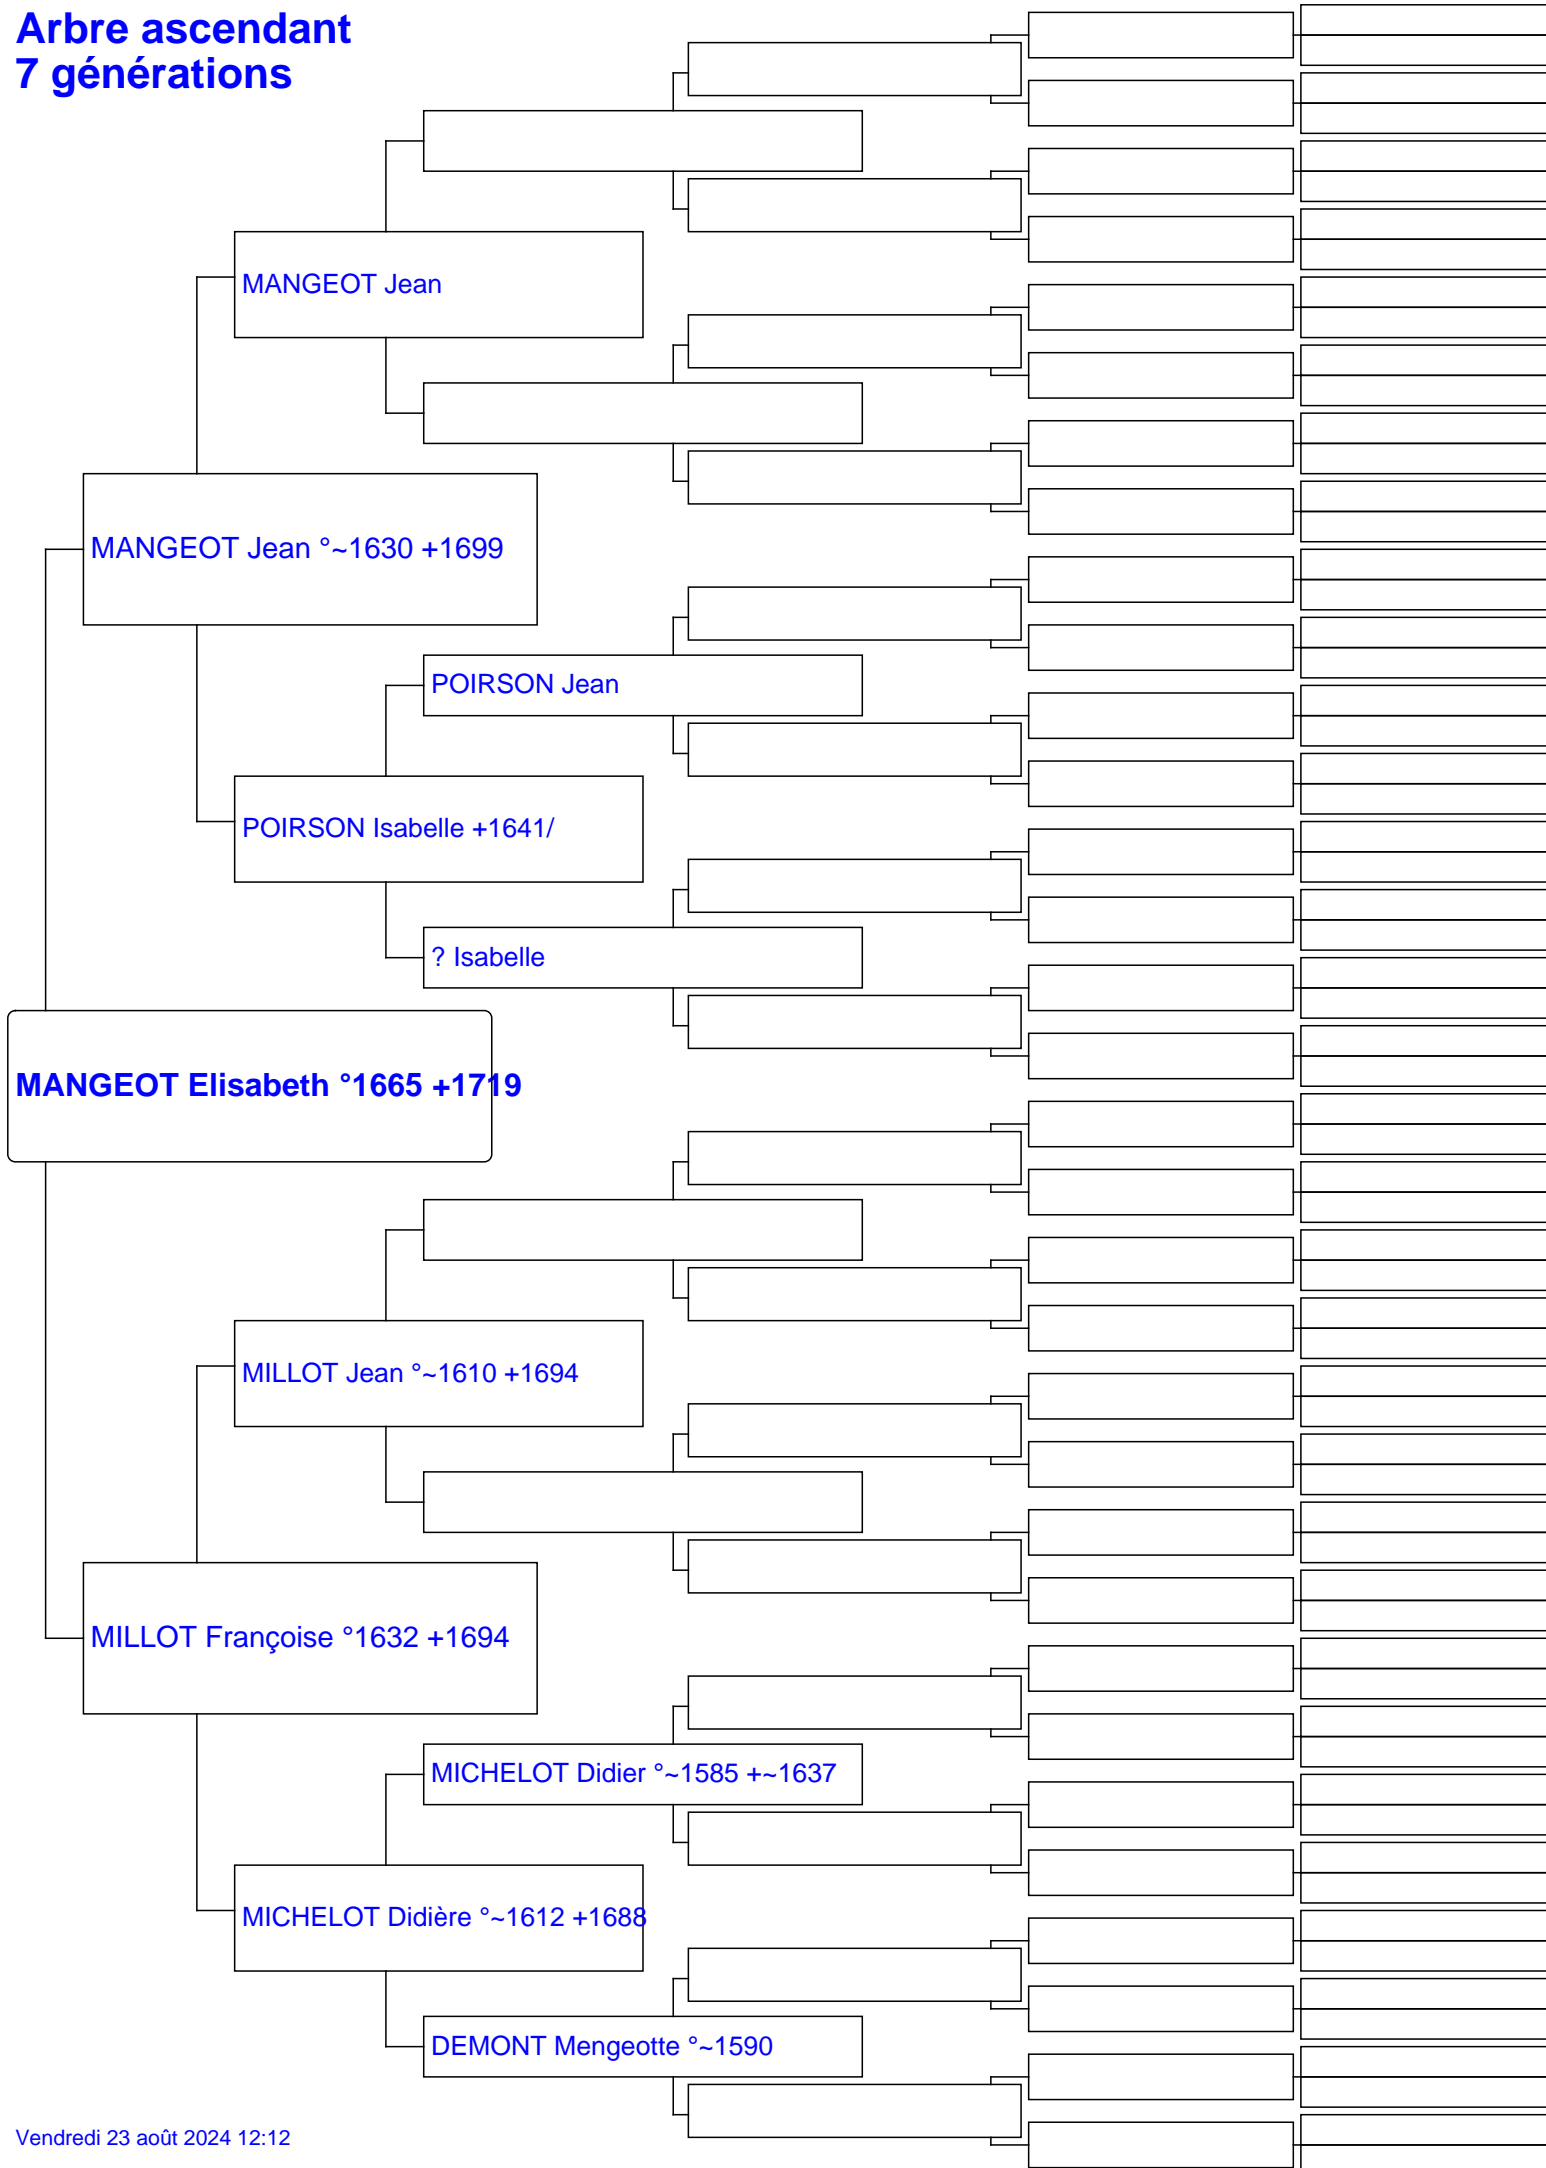 Arbre ascendant
7 générations
MANGEOT Jean
MANGEOT Jean °~1630 +1699
POIRSON Jean
POIRSON Isabelle +1641/
? Isabelle
MANGEOT Elisabeth °1665 +1719
MILLOT Jean °~1610 +1694
MILLOT Françoise °1632 +1694
MICHELOT Didier °~1585 +~1637
MICHELOT Didière °~1612 +1688
DEMONT Mengeotte °~1590
Vendredi 23 août 2024 12:12